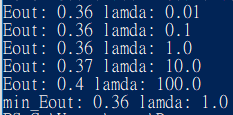 Eout: 0.36 lamda: 0.01
Eout: 0.36 lamda: 0.1
Eout: 0.36 lamda: 1.0
Eout: 0.37 lamda: 10.0
Eout: 0.4 lamda: 100.0
min_Eout: 0.36 lamda: 1.0